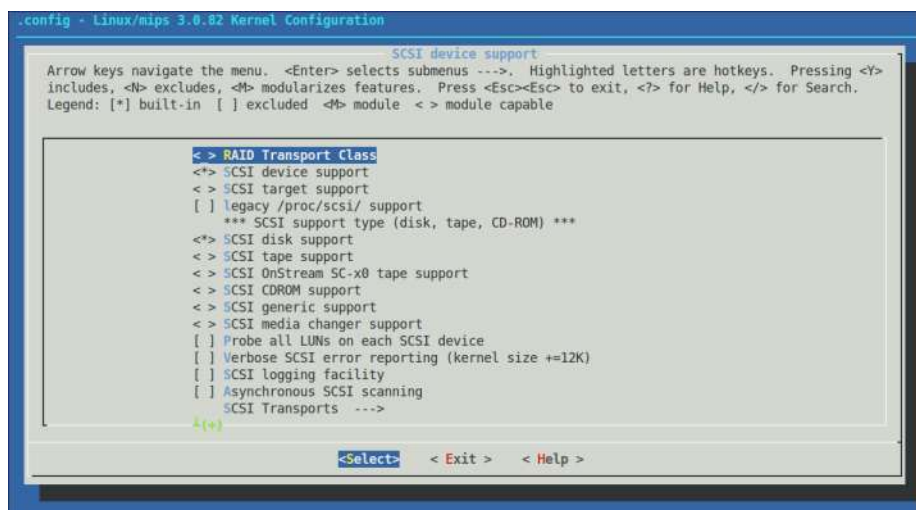 .config - Linux/mips 3.0.82 Kernel Configuration
SCSI device support
Arrow keys navigate the menu. <Enter> selects submenus --->. Highlighted letters are hotkeys. Pressing <Y>
includes, <N> excludes, <M> modularizes features. Press <Esc><Esc> to exit, <?> for Help, </> for Search.
Legend: [*] built-in [ ] excluded <M> module < > module capable
< > RAID Transport Class
<*> SCSI device support
< > SCSI target support
[ ] legacy /proc/scsi/ support
*** SCSI support type (disk, tape, CD-ROM) ***
<*> SCSI disk support
< > SCSI tape support
< > SCSI OnStream SC-x0 tape support
< > SCSI CDROM support
< > SCSI generic support
< > SCSI media changer support
[ ] Probe all LUNs on each SCSI device
[ ] Verbose SCSI error reporting (kernel size +=12K)
[ ] SCSI logging facility
[ ] Asynchronous SCSI scanning
SCSI Transports --->
┴(+)
<Select> < Exit > < Help >